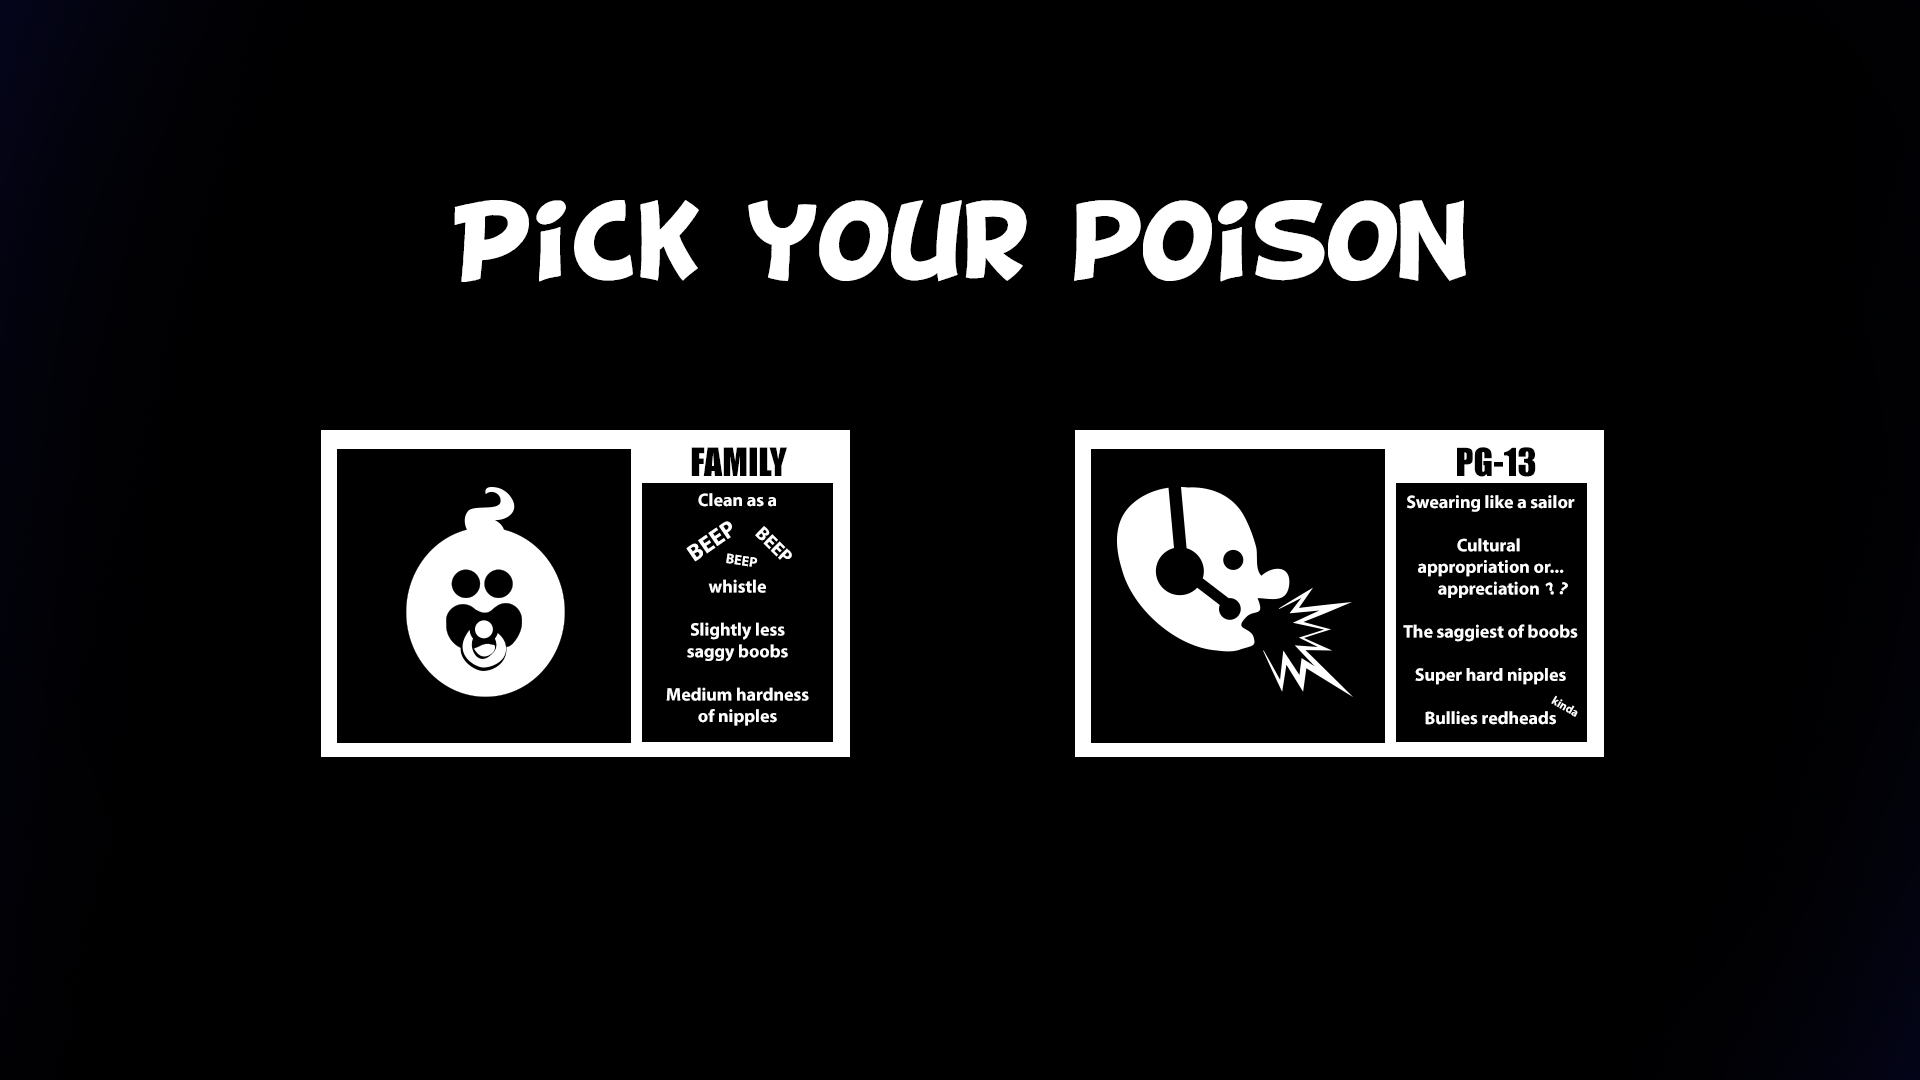 PiCK YOUR POiSON
FAMILY
Clean as a
BEEP BEEP
BEEP
whistle
Slightly less
saggy boobs
Medium hardness
of nipples
PG-13
Swearing like a sailor
Cultural
appropriation or...
appreciation ? ?
The saggiest of boobs
Super hard nipples
kinda
Bullies redheads